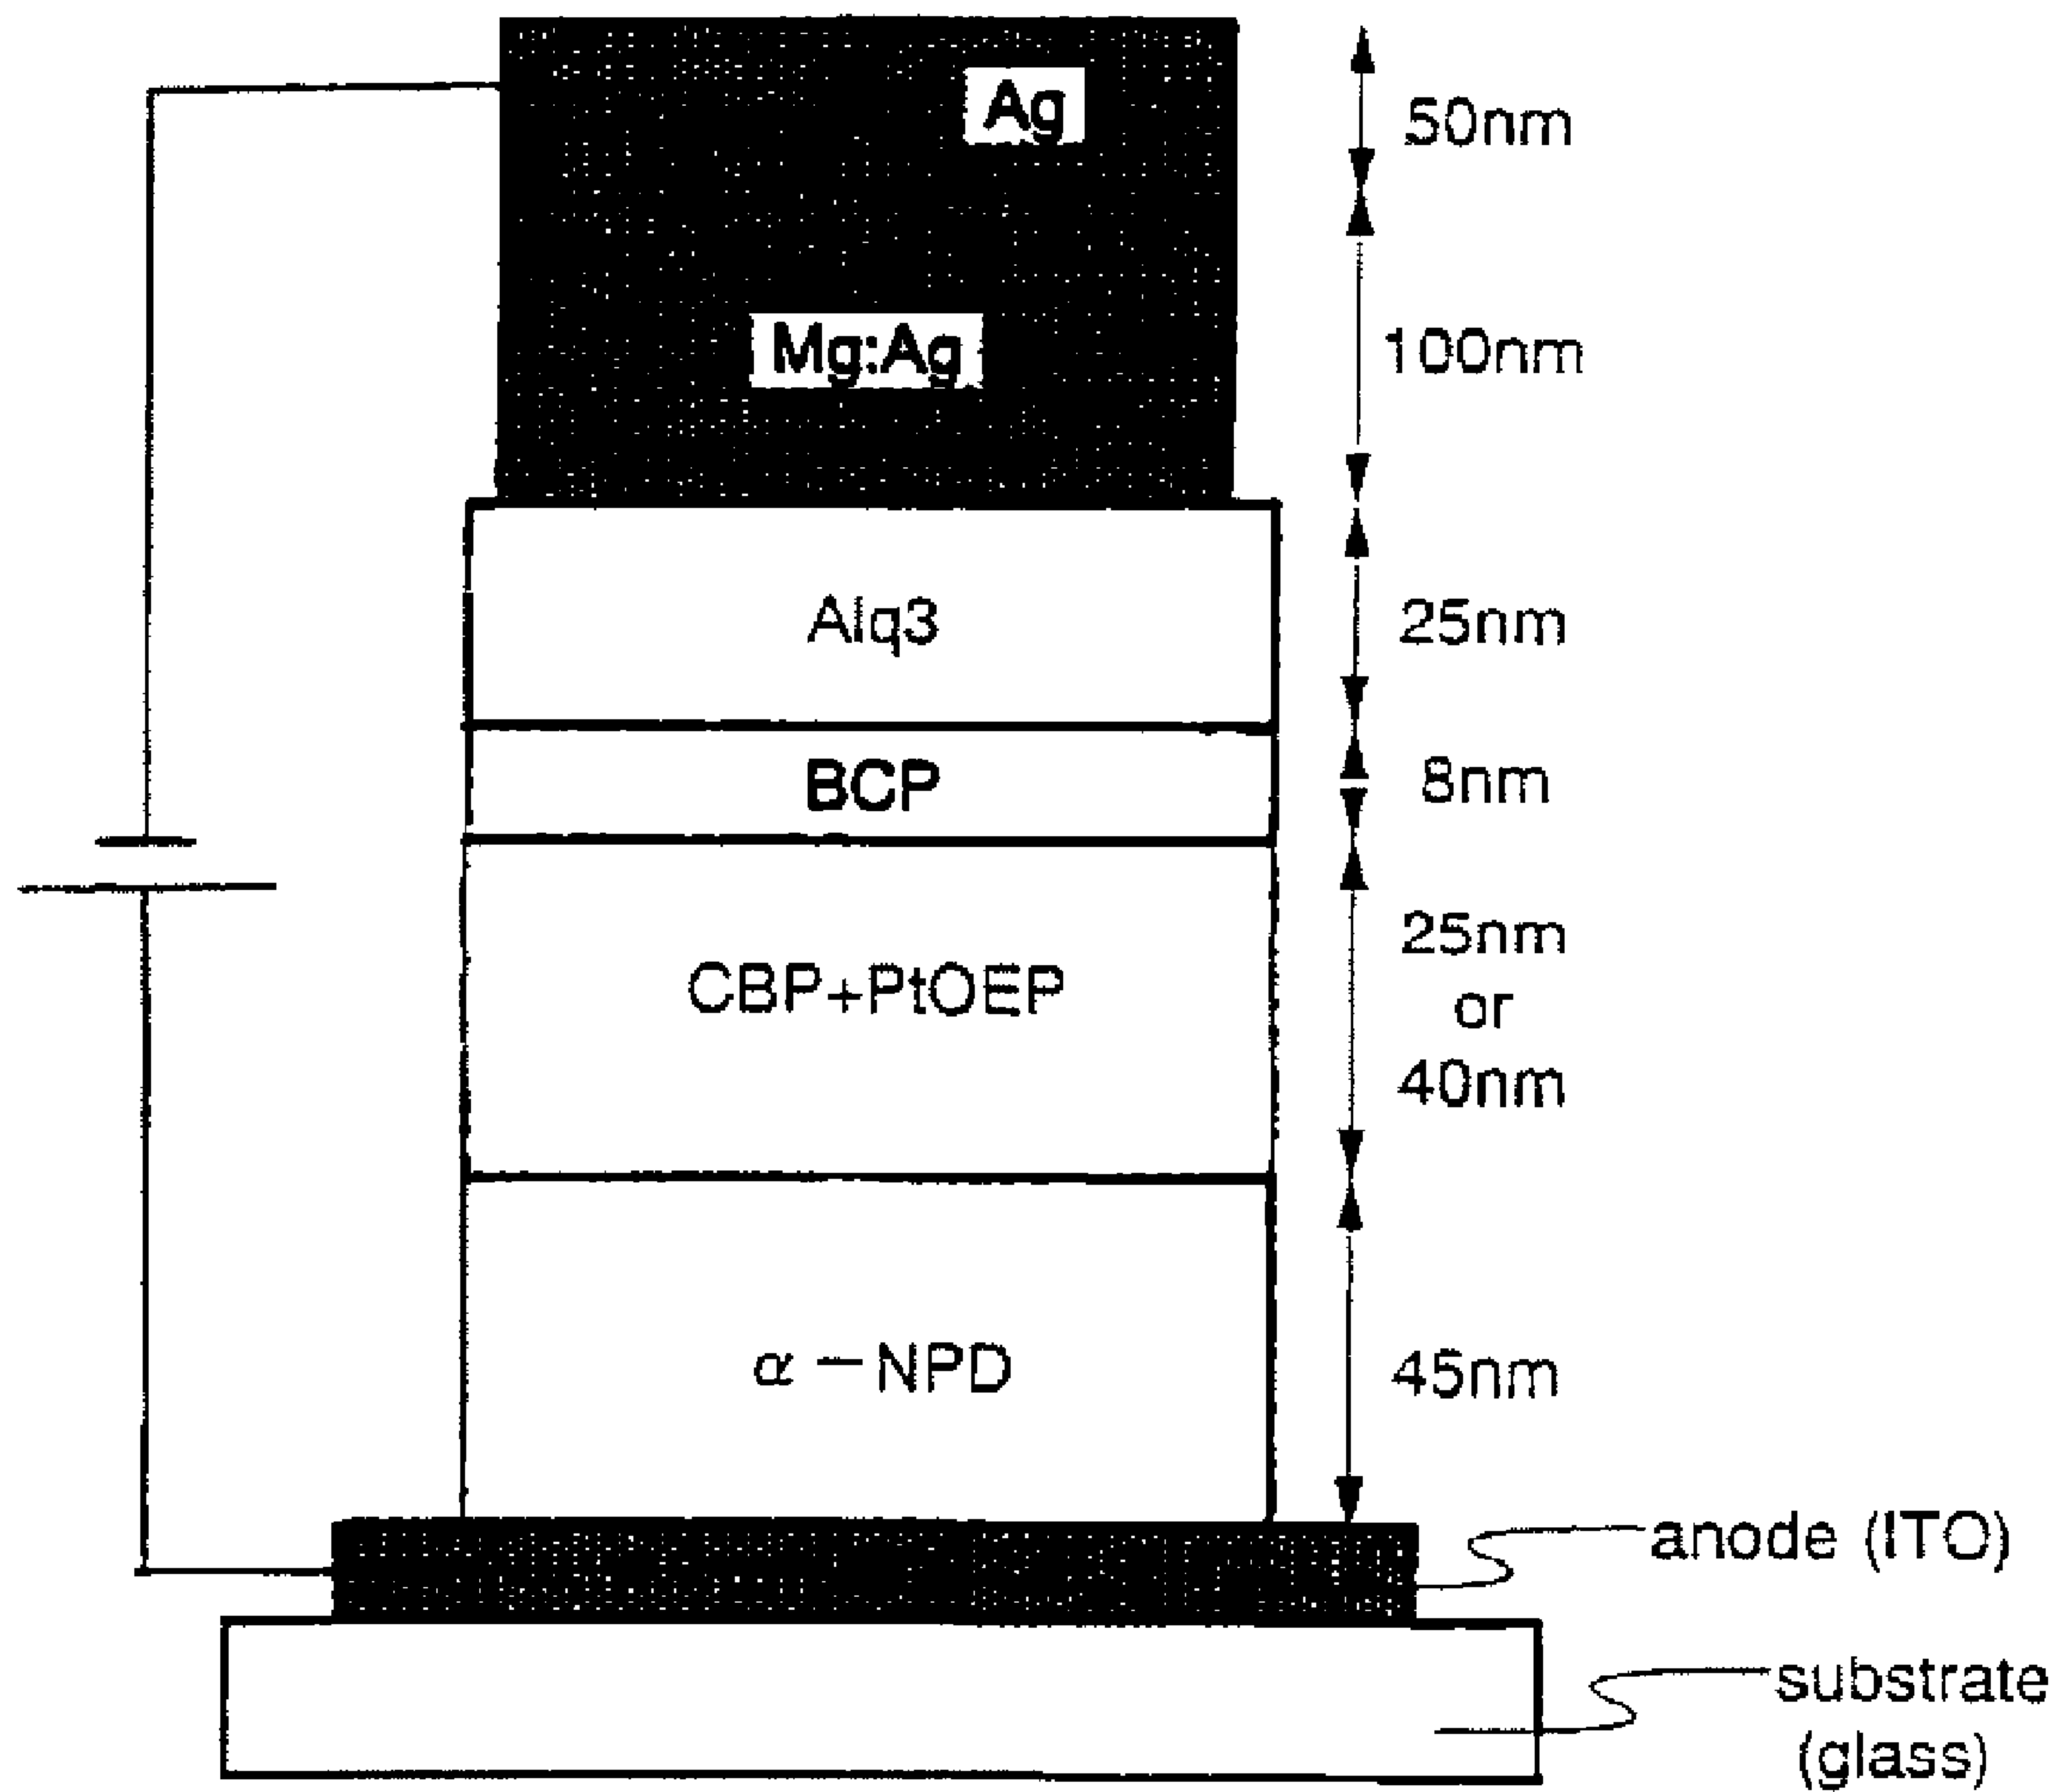 Ag
50nm
Mg:Ag
100nm
Alq3
25nm
BCP
8nm
CBP+PtOEP
25nm
or
40nm
α-NPD
45nm
anode (ITO)
substrate
(glass)